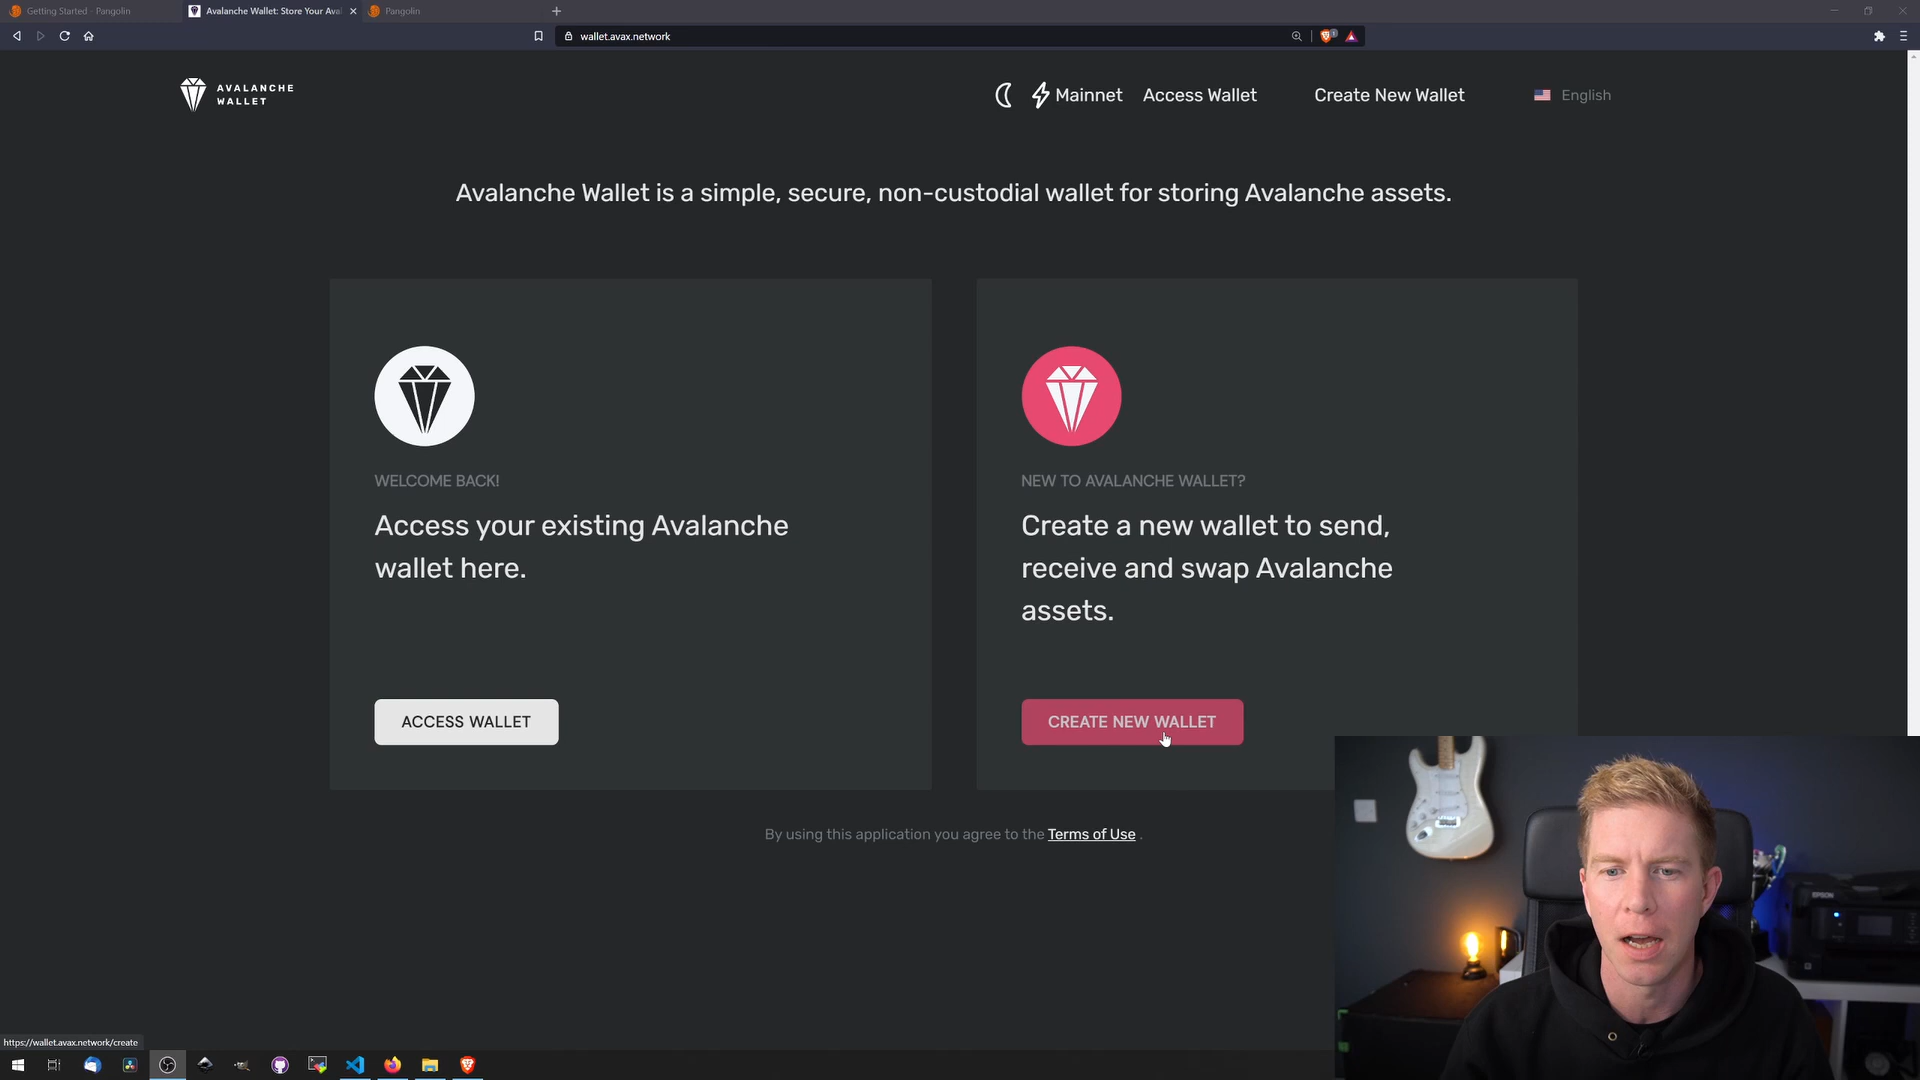 Getting Started - Pangolin
Avalanche Wallet: Store Your Ava
Pangolin
wallet.avax.network
1
AVALANCHE
WALLET
Mainnet
Access Wallet
Create New Wallet
English
Avalanche Wallet is a simple, secure, non-custodial wallet for storing Avalanche assets.
WELCOME BACK!
Access your existing Avalanche
wallet here.
ACCESS WALLET
NEW TO AVALANCHE WALLET?
Create a new wallet to send,
receive and swap Avalanche
assets.
CREATE NEW WALLET
By using this application you agree to the Terms of Use .
EPSON
https://wallet.avax.network/create